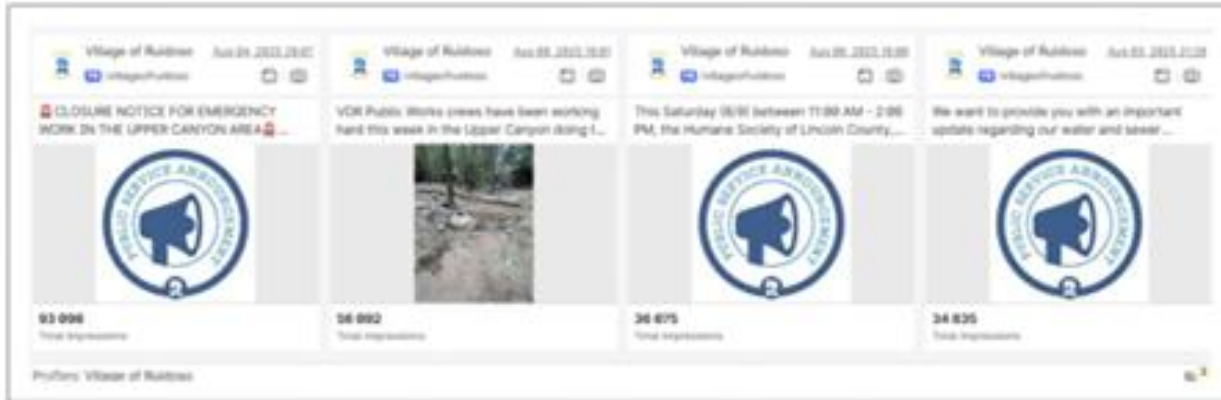 Village of Ruidoso
villageofruidoso
🚨 CLOSURE NOTICE FOR EMERGENCY
WORK IN THE UPPER CANYON AREA🚨...
PUBLIC SERVICE ANNOUNCEMENT
93 096
Total Impressions
Village of Ruidoso
villageofruidoso
VOR Public Works crews have been working
hard this week in the Upper Canyon doing t...
Total Impressions
Village of Ruidoso
villageofruidoso
This Saturday (8/9) between 11:00 AM - 2:00
PM, the Humane Society of Lincoln County,...
PUBLIC SERVICE ANNOUNCEMENT
Total Impressions
Village of Ruidoso
villageofruidoso
We want to provide you with an important
update regarding our water and sewer ...
PUBLIC SERVICE ANNOUNCEMENT
Total Impressions
Profiles: Village of Ruidoso